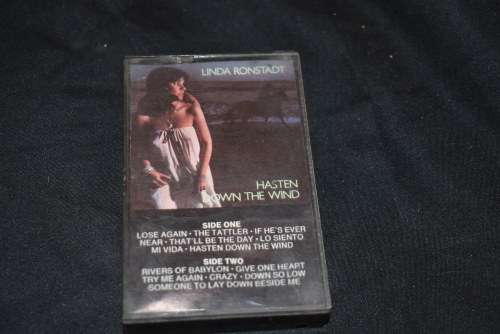 LINDA RONSTADT
HASTEN
DOWN THE WIND
SIDE ONE
LOSE AGAIN • THE TATTLER • IF HE'S EVER
NEAR • THAT'LL BE THE DAY • LO SIENTO
MI VIDA • HASTEN DOWN THE WIND
SIDE TWO
RIVERS OF BABYLON • GIVE ONE HEART
TRY ME AGAIN • CRAZY • DOWN SO LOW
SOMEONE TO LAY DOWN BESIDE ME